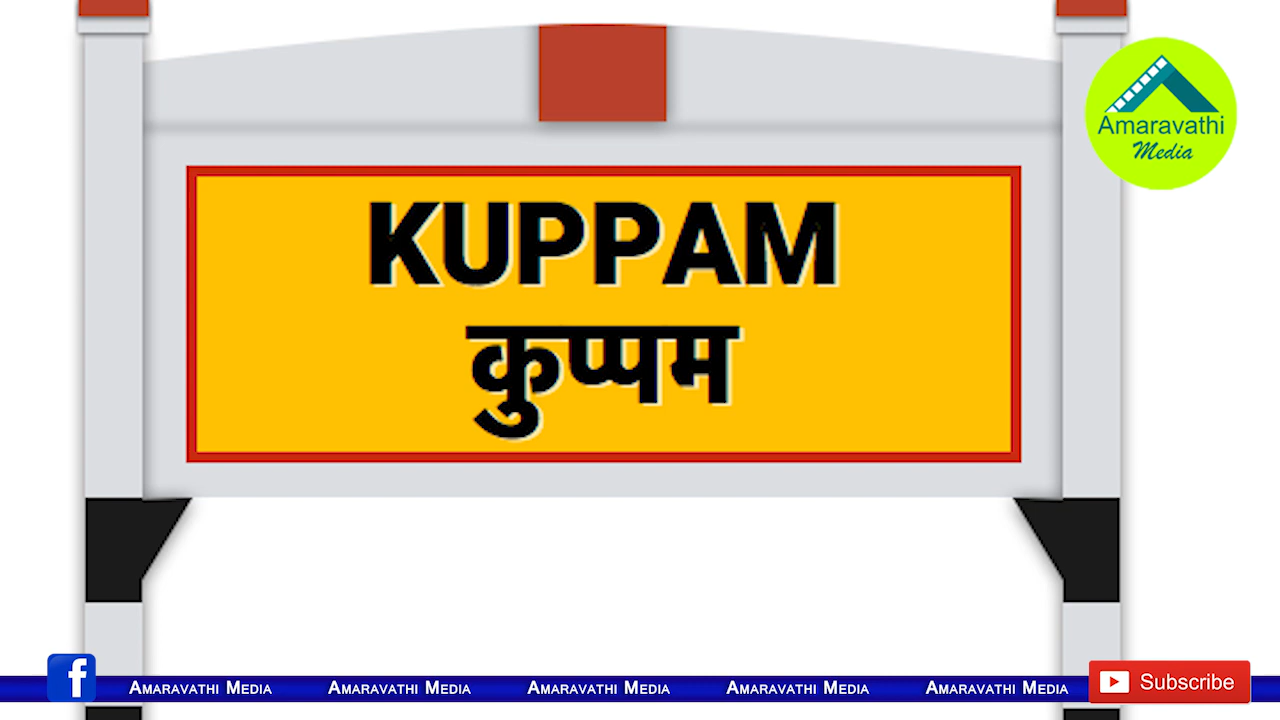 KUPPAM
कुप्पम
Amaravathi
Media
Amaravathi Media Amaravathi Media Amaravathi Media Amaravathi Media Amaravathi Media
Subscribe